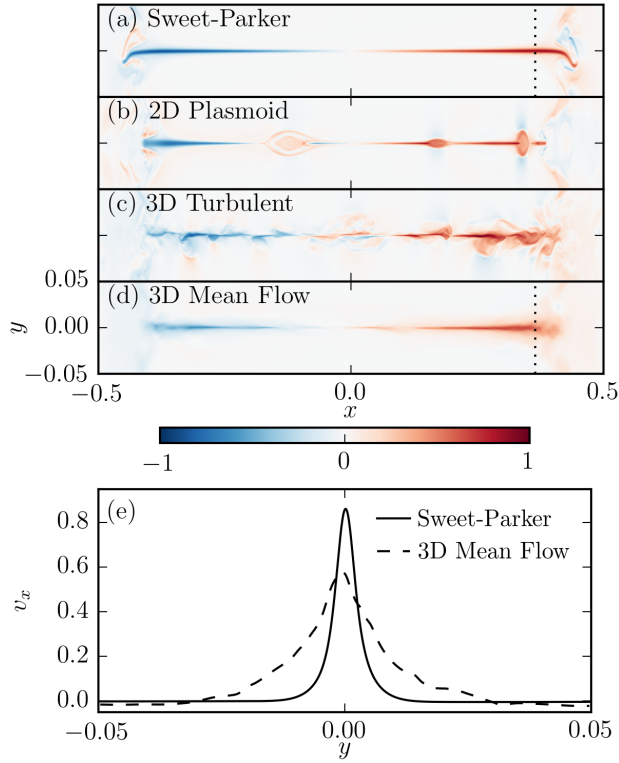 (a) Sweet-Parker
(b) 2D Plasmoid
(c) 3D Turbulent
0.05
(d) 3D Mean Flow
y
0.00
−0.05
−0.5 0.0 0.5
x
−1 0 1
(e)
Sweet-Parker
3D Mean Flow
0.8
0.6
v_x
0.4
0.2
0.0
−0.05 0.00 0.05
y